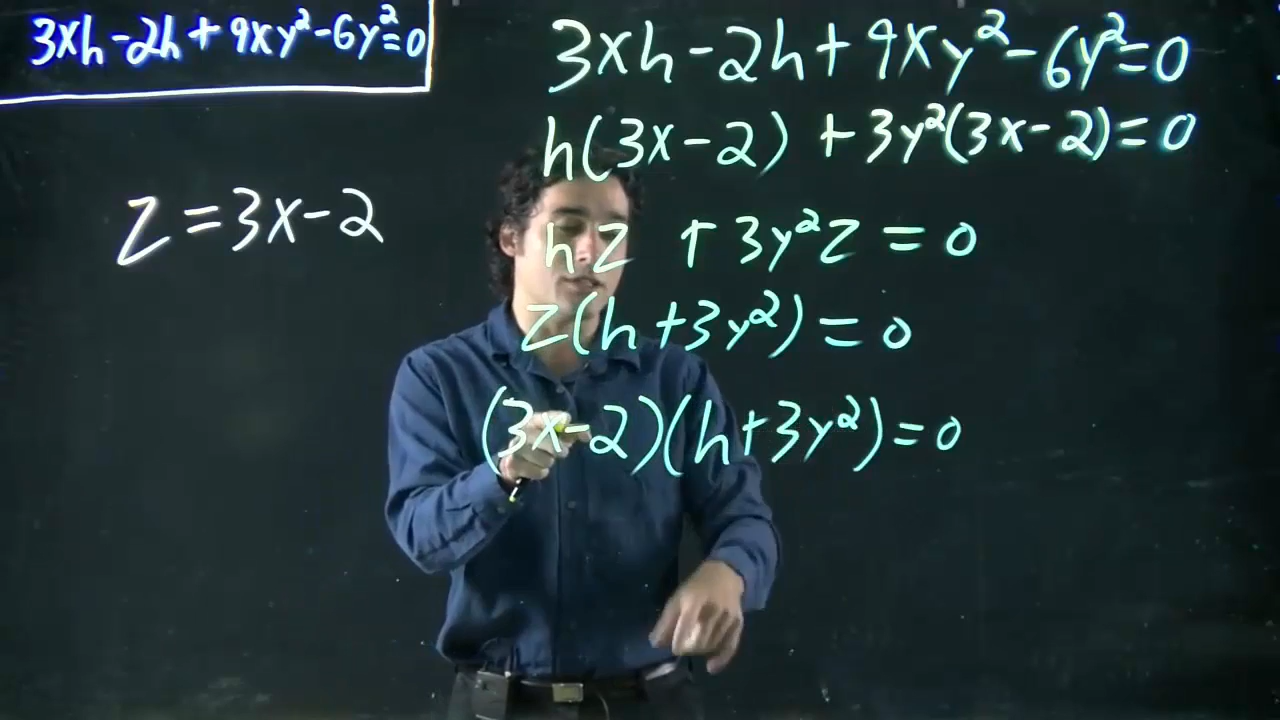 3xh-2h+9xy²-6y²=0
z=3x-2
3xh-2h+9xy²-6y²=0
h(3x-2)+3y²(3x-2)=0
hz+3y²z=0
z(h+3y²)=0
(3x-2)(h+3y²)=0